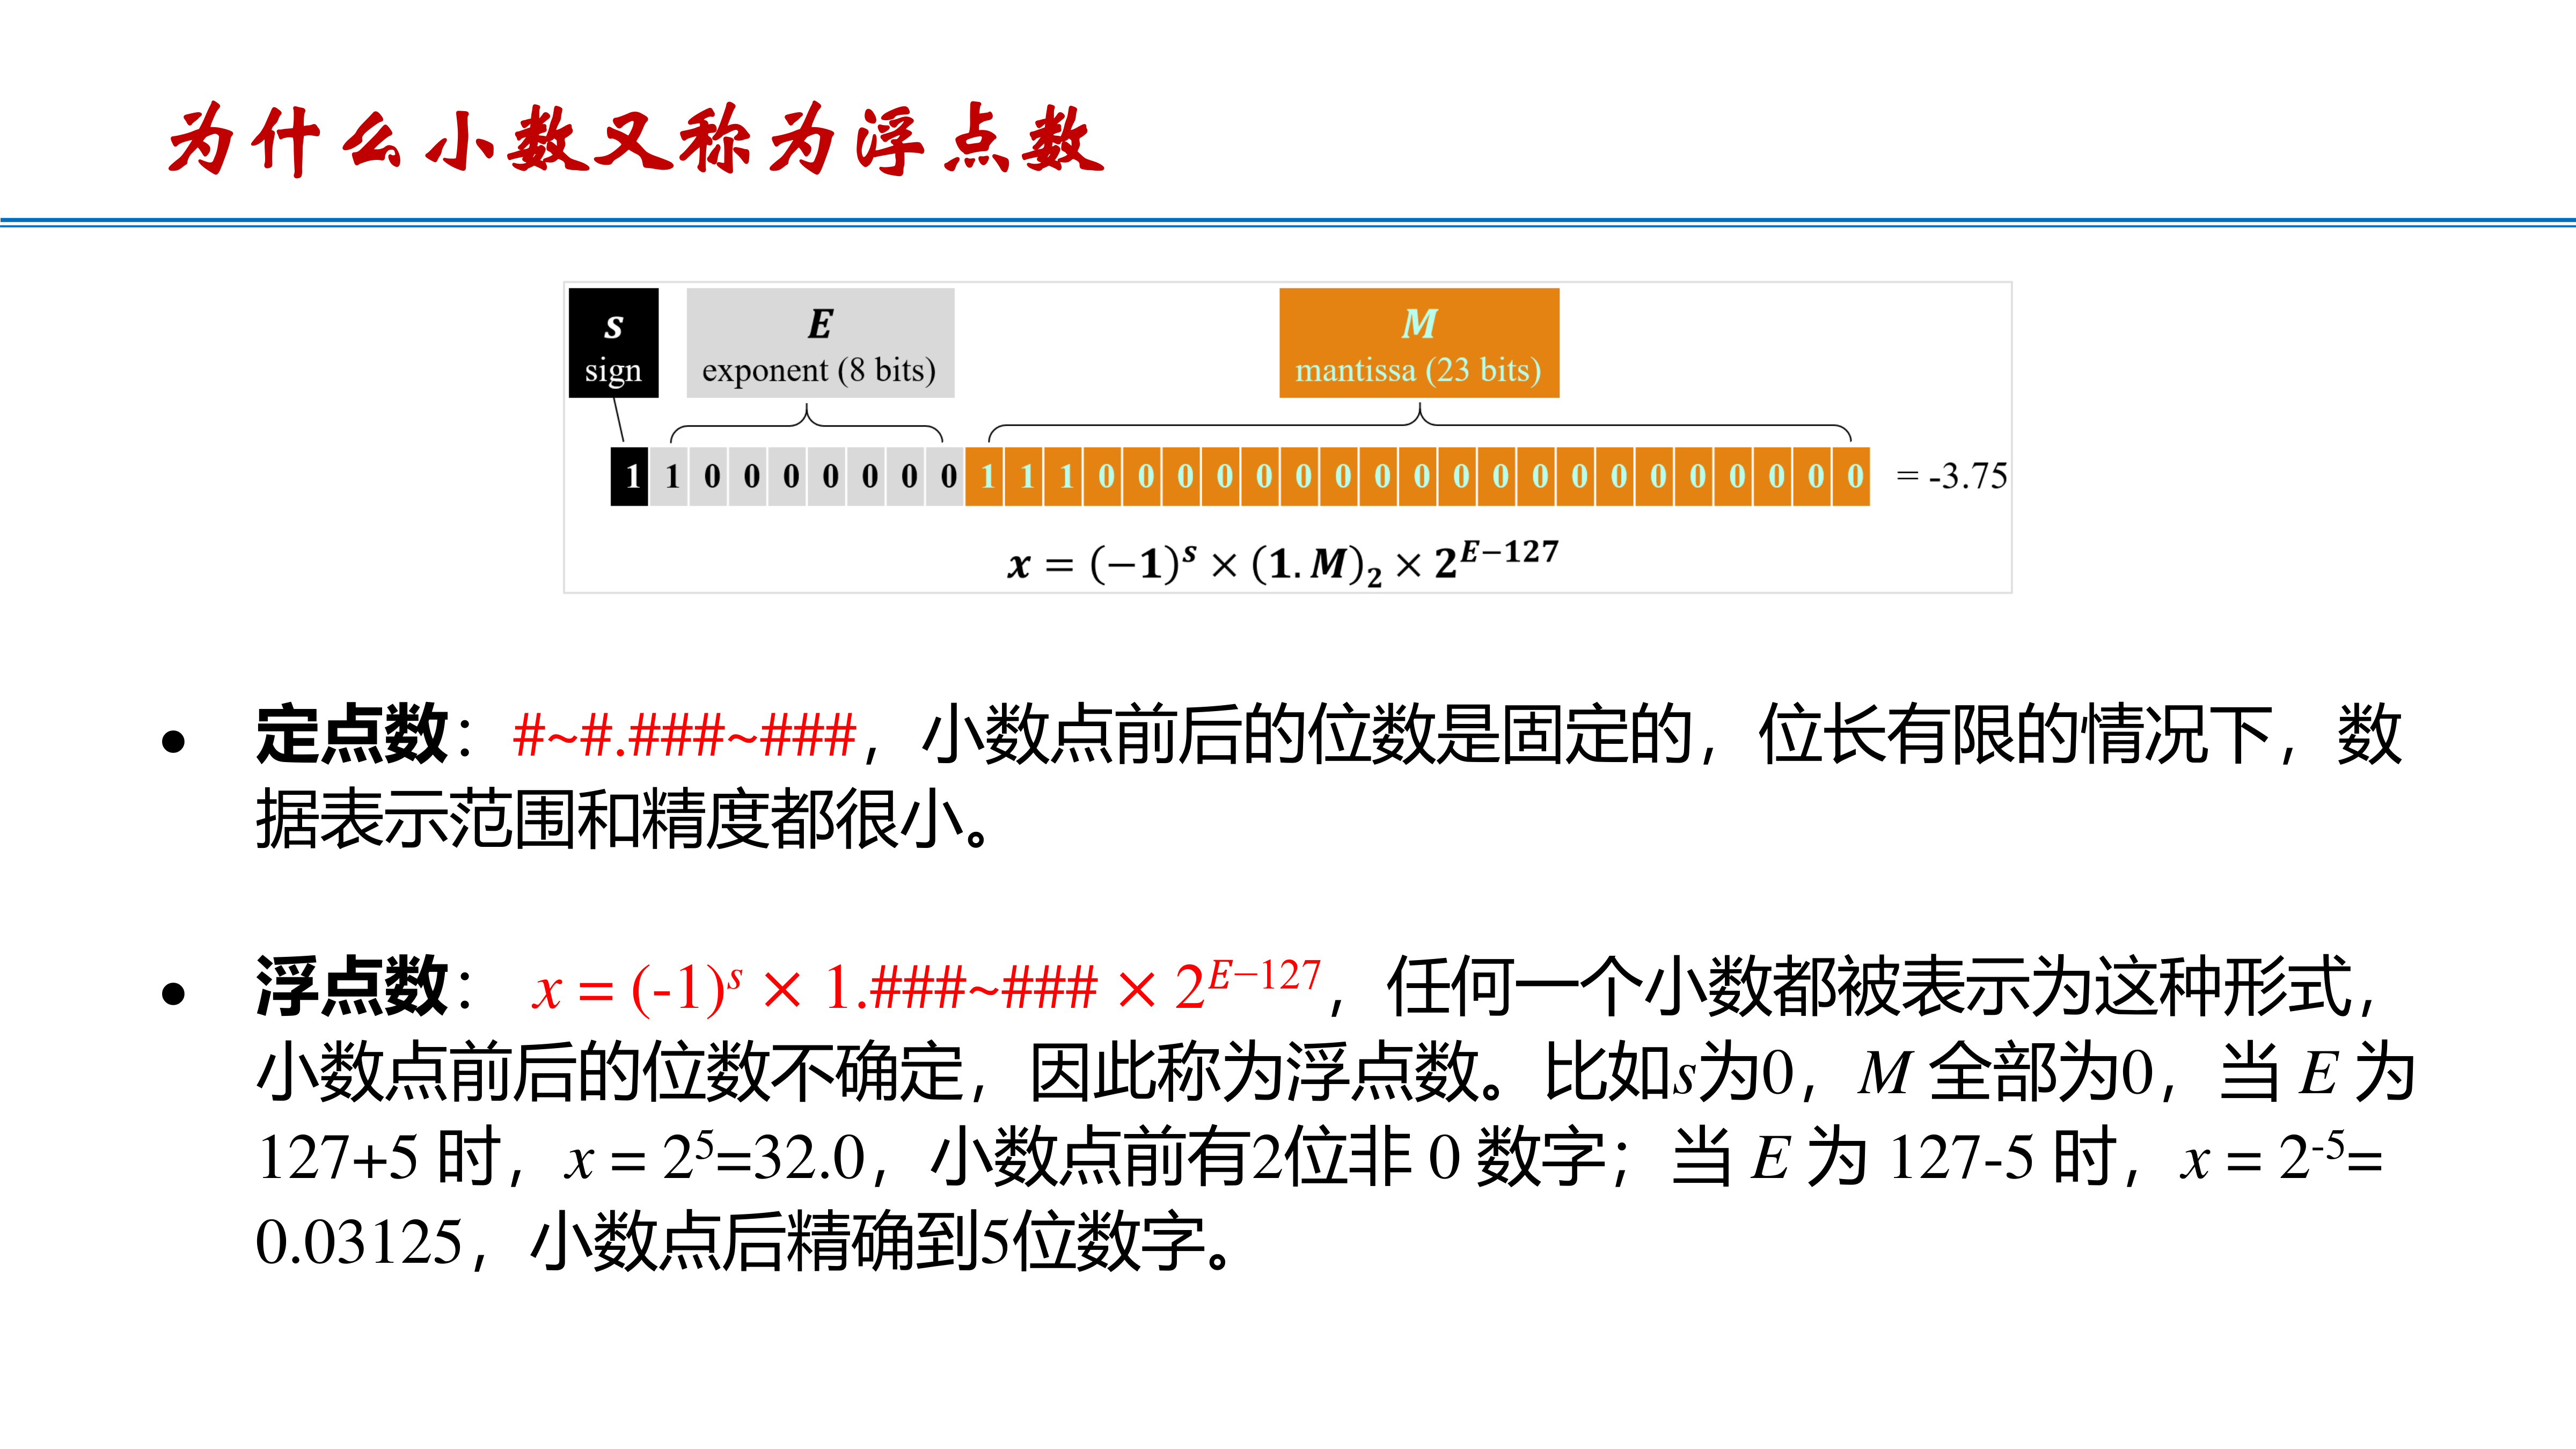 为什么小数又称为浮点数
s E M
sign exponent (8 bits) mantissa (23 bits)
1 1 0 0 0 0 0 0 0 1 1 1 0 0 0 0 0 0 0 0 0 0 0 0 0 0 0 0 0 0 0 0 = -3.75
x = (−1)^s × (1.M)₂ × 2^{E−127}
● 定点数：#~#.###~###，小数点前后的位数是固定的，位长有限的情况下，数
据表示范围和精度都很小。
● 浮点数： x = (-1)^s × 1.###~### × 2^{E−127}，任何一个小数都被表示为这种形式，
小数点前后的位数不确定，因此称为浮点数。比如s为0，M 全部为0，当 E 为
127+5 时，x = 2⁵=32.0，小数点前有2位非 0 数字；当 E 为 127-5 时，x = 2⁻⁵=
0.03125，小数点后精确到5位数字。